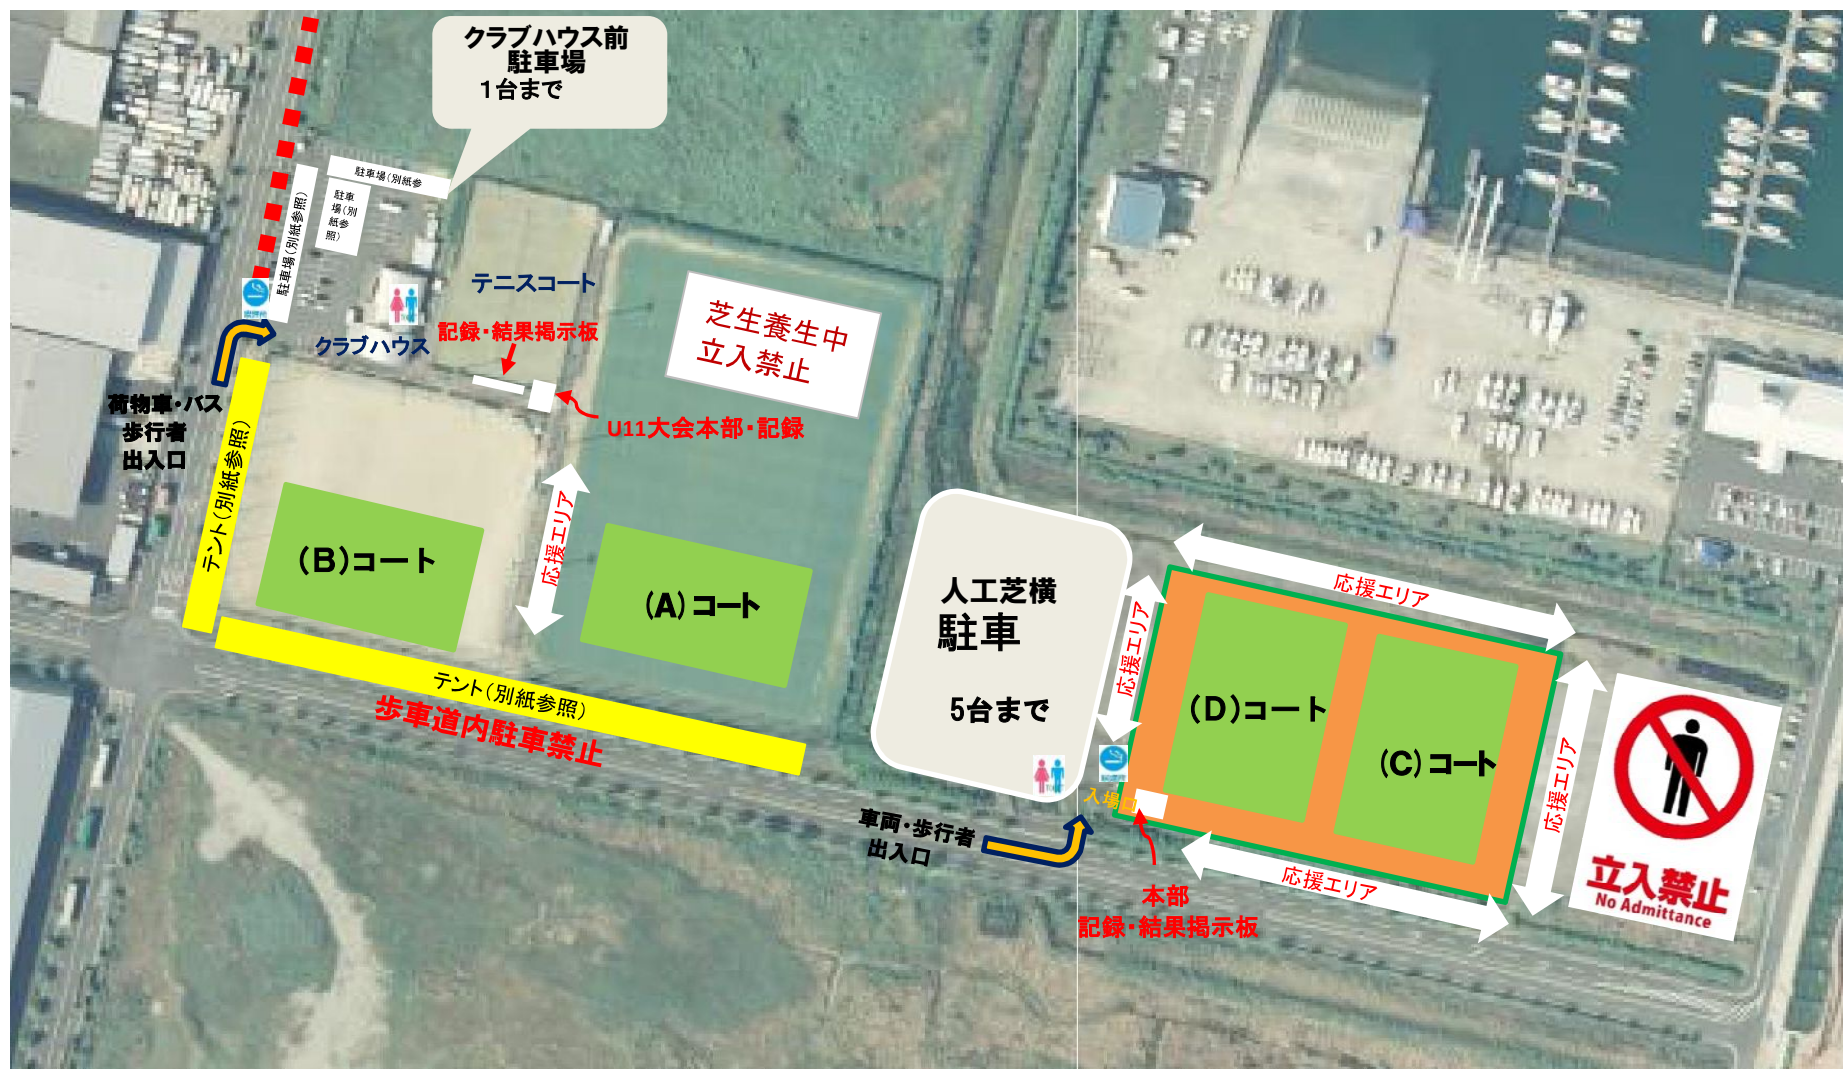 クラブハウス前
駐車場
1台まで
駐車場(別紙参
駐車
場(別
紙参
照)
駐車場(別紙参照)
テニスコート
記録・結果掲示板
クラブハウス
芝生養生中
立入禁止
U11大会本部・記録
荷物車・バス
歩行者
出入口
テント(別紙参照)
(B)コート
応援エリア
(A)コート
テント(別紙参照)
歩車道内駐車禁止
人工芝横
駐車
5台まで
応援エリア
応援エリア
(D)コート
(C)コート
応援エリア
応援エリア
入場口
車両・歩行者
出入口
本部
記録・結果掲示板
立入禁止
No Admittance